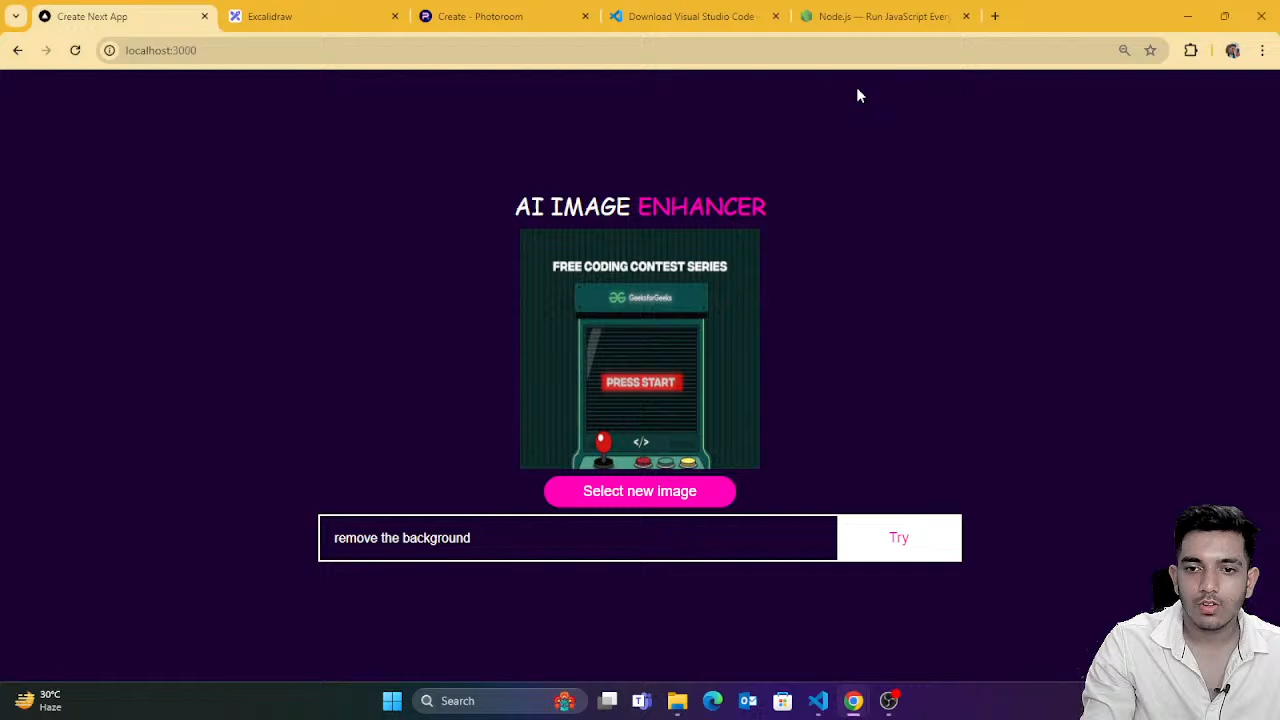 Create Next App
Excalidraw
Create - Photoroom
Download Visual Studio Code -
Node.js — Run JavaScript Every
localhost:3000
AI IMAGE ENHANCER
FREE CODING CONTEST SERIES
GeeksforGeeks
PRESS START
</>
Select new image
remove the background
Try
30°C
Haze
Search